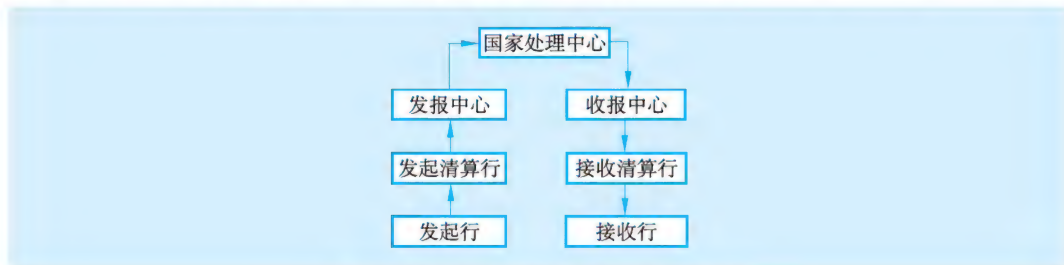 国家处理中心
发报中心
收报中心
发起清算行
接收清算行
发起行
接收行